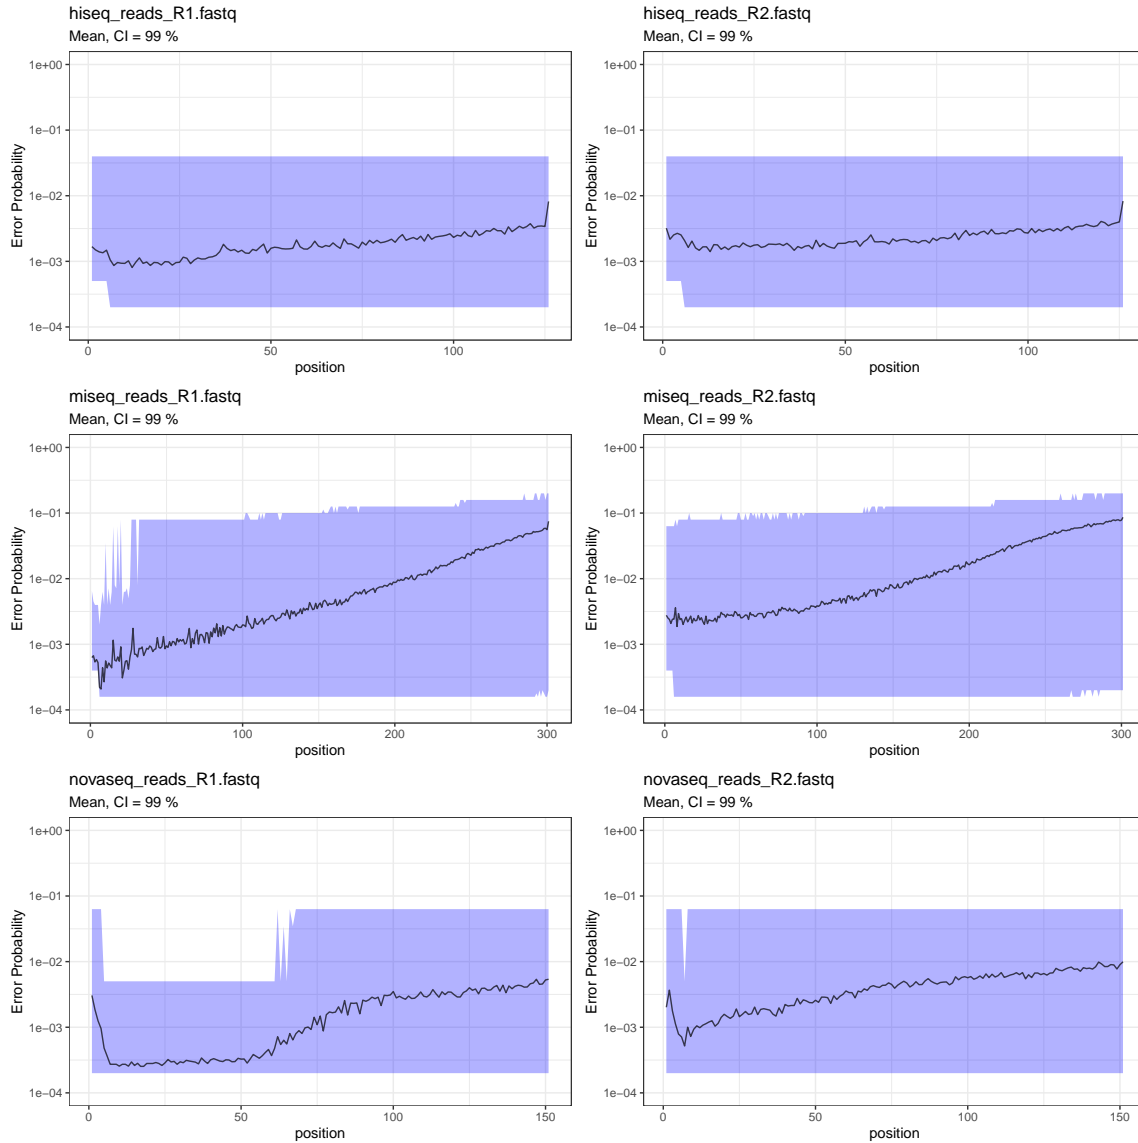 hiseq_reads_R1.fastq
Mean, CI = 99 %
1e+00
1e−01
1e−02
1e−03
1e−04
Error Probability
0 50 100
position
hiseq_reads_R2.fastq
Mean, CI = 99 %
1e+00
1e−01
1e−02
1e−03
1e−04
Error Probability
0 50 100
position
miseq_reads_R1.fastq
Mean, CI = 99 %
1e+00
1e−01
1e−02
1e−03
1e−04
Error Probability
0 100 200 300
position
miseq_reads_R2.fastq
Mean, CI = 99 %
1e+00
1e−01
1e−02
1e−03
1e−04
Error Probability
0 100 200 300
position
novaseq_reads_R1.fastq
Mean, CI = 99 %
1e+00
1e−01
1e−02
1e−03
1e−04
Error Probability
0 50 100 150
position
novaseq_reads_R2.fastq
Mean, CI = 99 %
1e+00
1e−01
1e−02
1e−03
1e−04
Error Probability
0 50 100 150
position